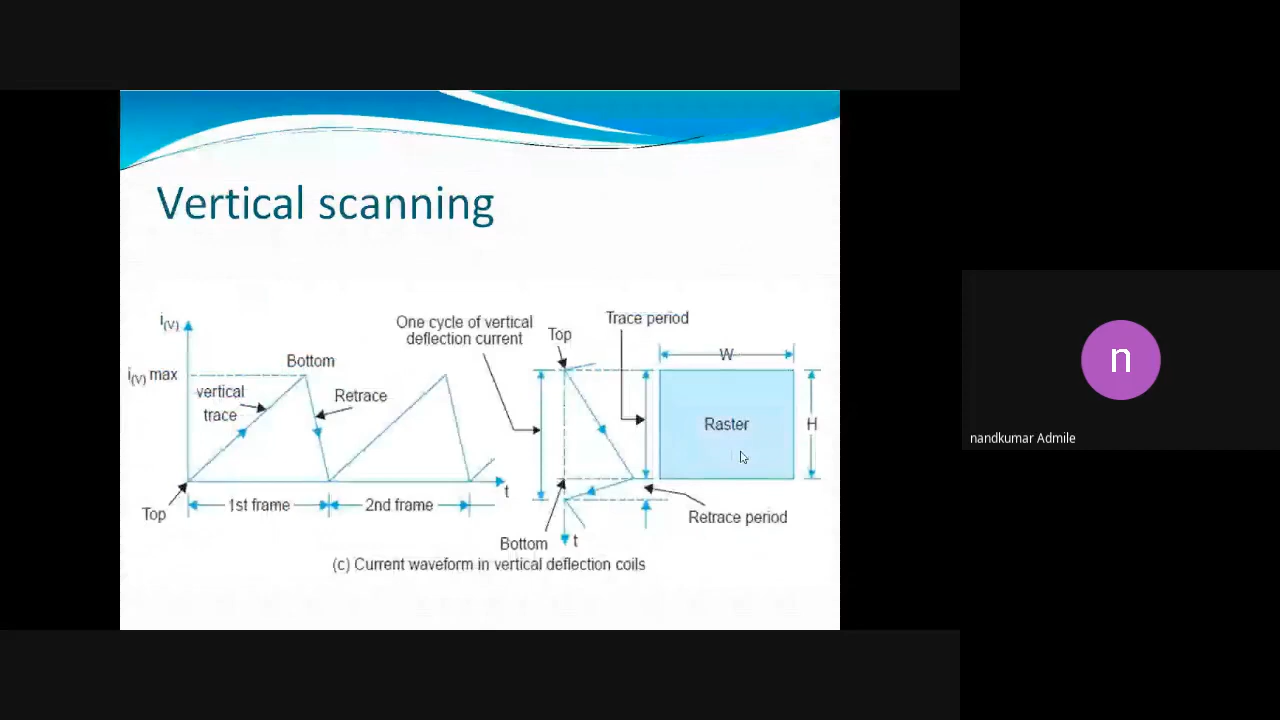 Vertical scanning
i(V)
i(V) max
Bottom
vertical
trace
Retrace
Top
1st frame
2nd frame
t
One cycle of vertical
deflection current
Top
Trace period
W
Raster
H
Retrace period
Bottom
t
(c) Current waveform in vertical deflection coils
n
nandkumar Admile